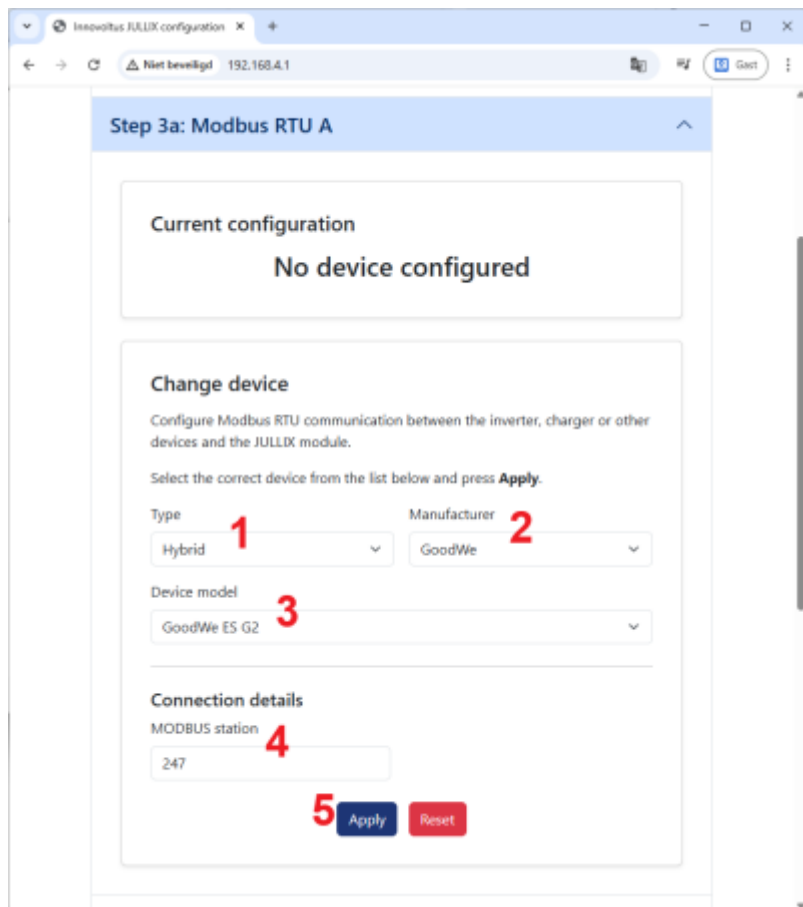 Innovoltus JULLIX configuration
Niet beveiligd 192.168.4.1 Gast
Step 3a: Modbus RTU A
Current configuration
No device configured
Change device
Configure Modbus RTU communication between the inverter, charger or other
devices and the JULLIX module.
Select the correct device from the list below and press Apply.
Type 1 Manufacturer 2
Hybrid GoodWe
Device model
3
GoodWe ES G2
Connection details
MODBUS station
4
247
5 Apply Reset